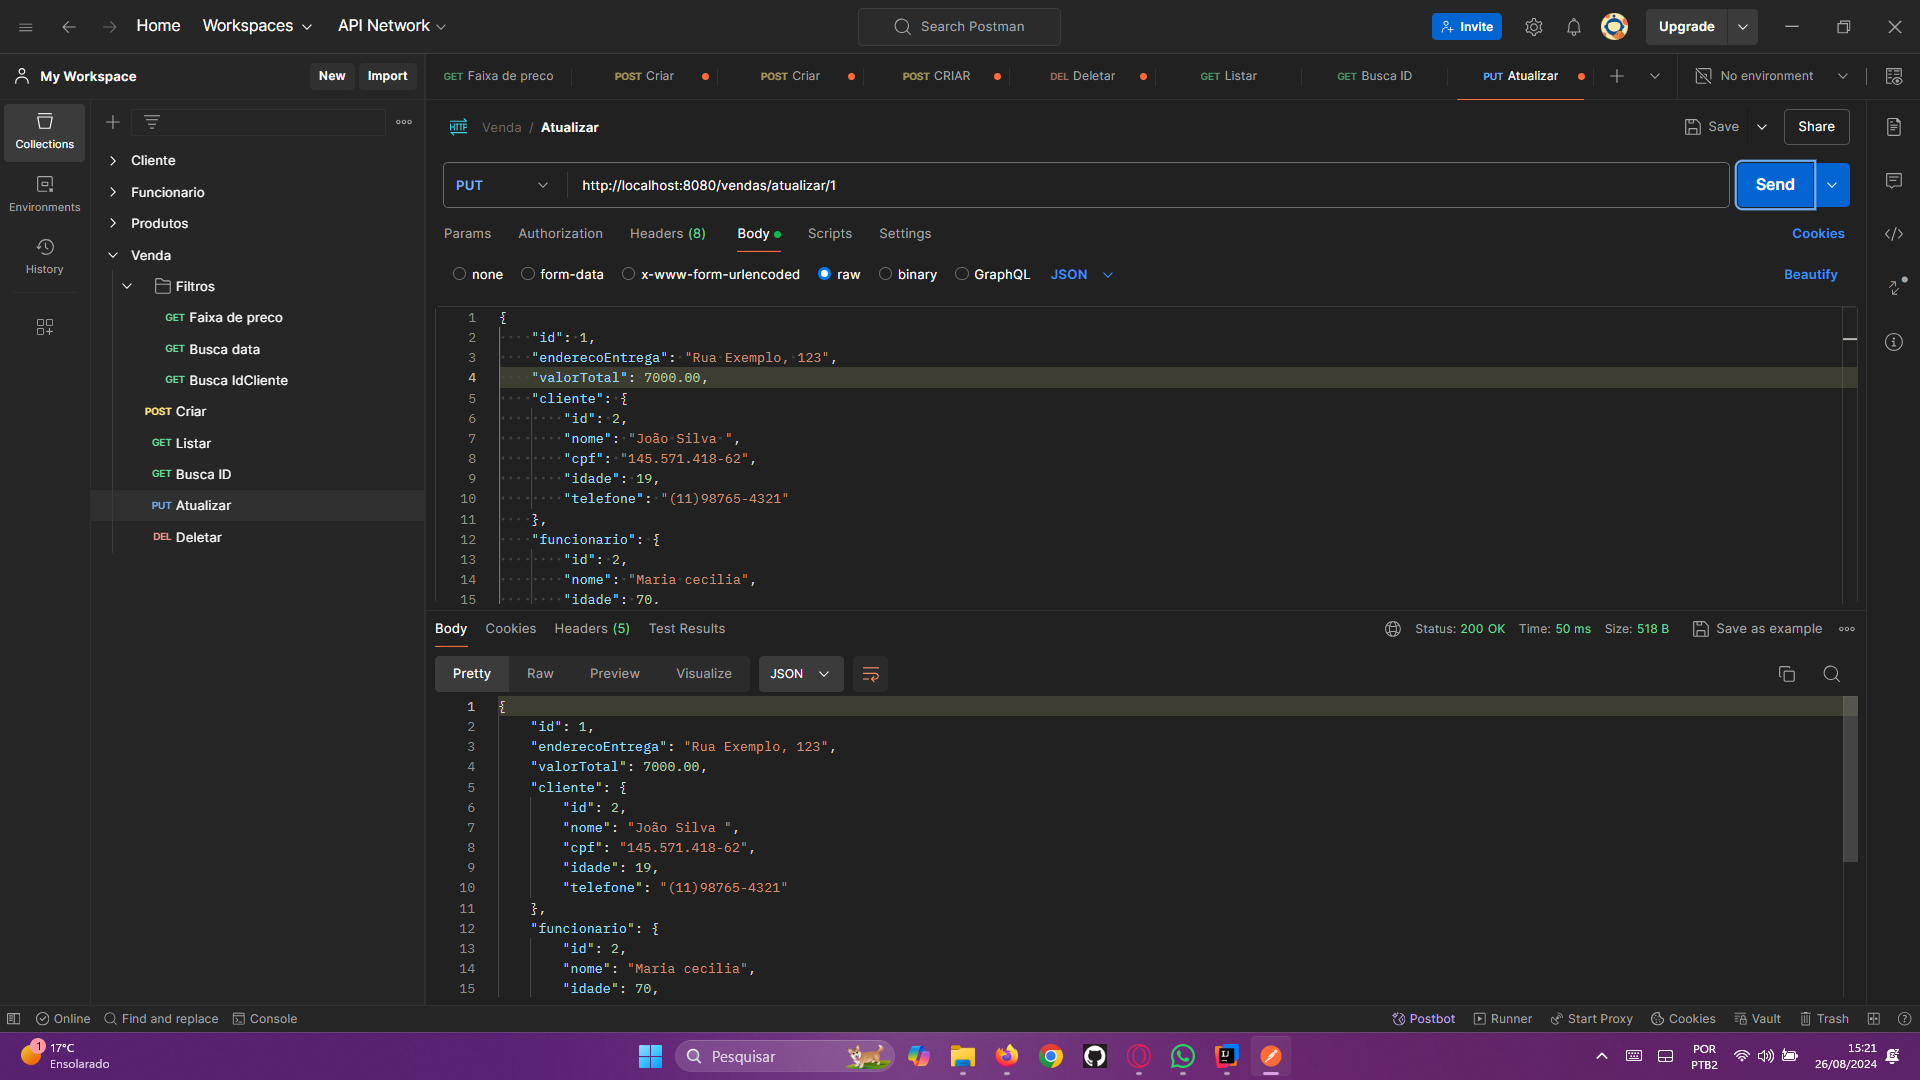 Home Workspaces API Network Search Postman Invite Upgrade
My Workspace New Import GET Faixa de preco POST Criar POST Criar POST CRIAR DEL Deletar GET Listar GET Busca ID PUT Atualizar No environment
Collections
Environments
History
Cliente
Funcionario
Produtos
Venda
Filtros
GET Faixa de preco
GET Busca data
GET Busca IdCliente
POST Criar
GET Listar
GET Busca ID
PUT Atualizar
DEL Deletar
HTTP Venda / Atualizar Save Share
PUT http://localhost:8080/vendas/atualizar/1 Send
Params Authorization Headers (8) Body Scripts Settings Cookies
none form-data x-www-form-urlencoded raw binary GraphQL JSON Beautify
1 {
2 "id": 1,
3 "enderecoEntrega": "Rua Exemplo, 123",
4 "valorTotal": 7000.00,
5 "cliente": {
6 "id": 2,
7 "nome": "João Silva ",
8 "cpf": "145.571.418-62",
9 "idade": 19,
10 "telefone": "(11)98765-4321"
11 },
12 "funcionario": {
13 "id": 2,
14 "nome": "Maria cecilia",
15 "idade": 70,
Body Cookies Headers (5) Test Results Status: 200 OK Time: 50 ms Size: 518 B Save as example
Pretty Raw Preview Visualize JSON
1 {
2 "id": 1,
3 "enderecoEntrega": "Rua Exemplo, 123",
4 "valorTotal": 7000.00,
5 "cliente": {
6 "id": 2,
7 "nome": "João Silva ",
8 "cpf": "145.571.418-62",
9 "idade": 19,
10 "telefone": "(11)98765-4321"
11 },
12 "funcionario": {
13 "id": 2,
14 "nome": "Maria cecilia",
15 "idade": 70,
Online Find and replace Console Postbot Runner Start Proxy Cookies Vault Trash
1 17°C
Ensolarado
Pesquisar
POR
PTB2
15:21
26/08/2024